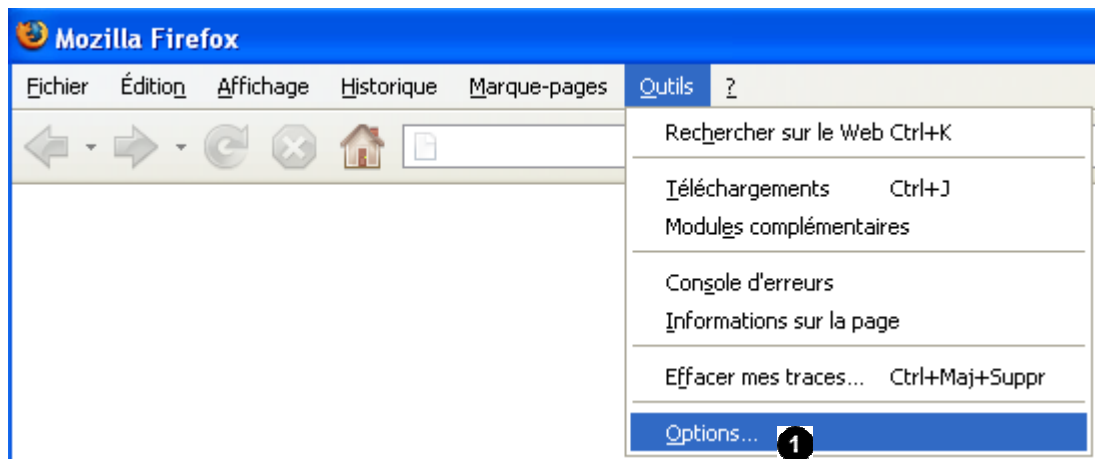 Mozilla Firefox
Fichier Édition Affichage Historique Marque-pages Outils ?
Rechercher sur le Web Ctrl+K
Téléchargements Ctrl+J
Modules complémentaires
Console d'erreurs
Informations sur la page
Effacer mes traces... Ctrl+Maj+Suppr
Options... 1